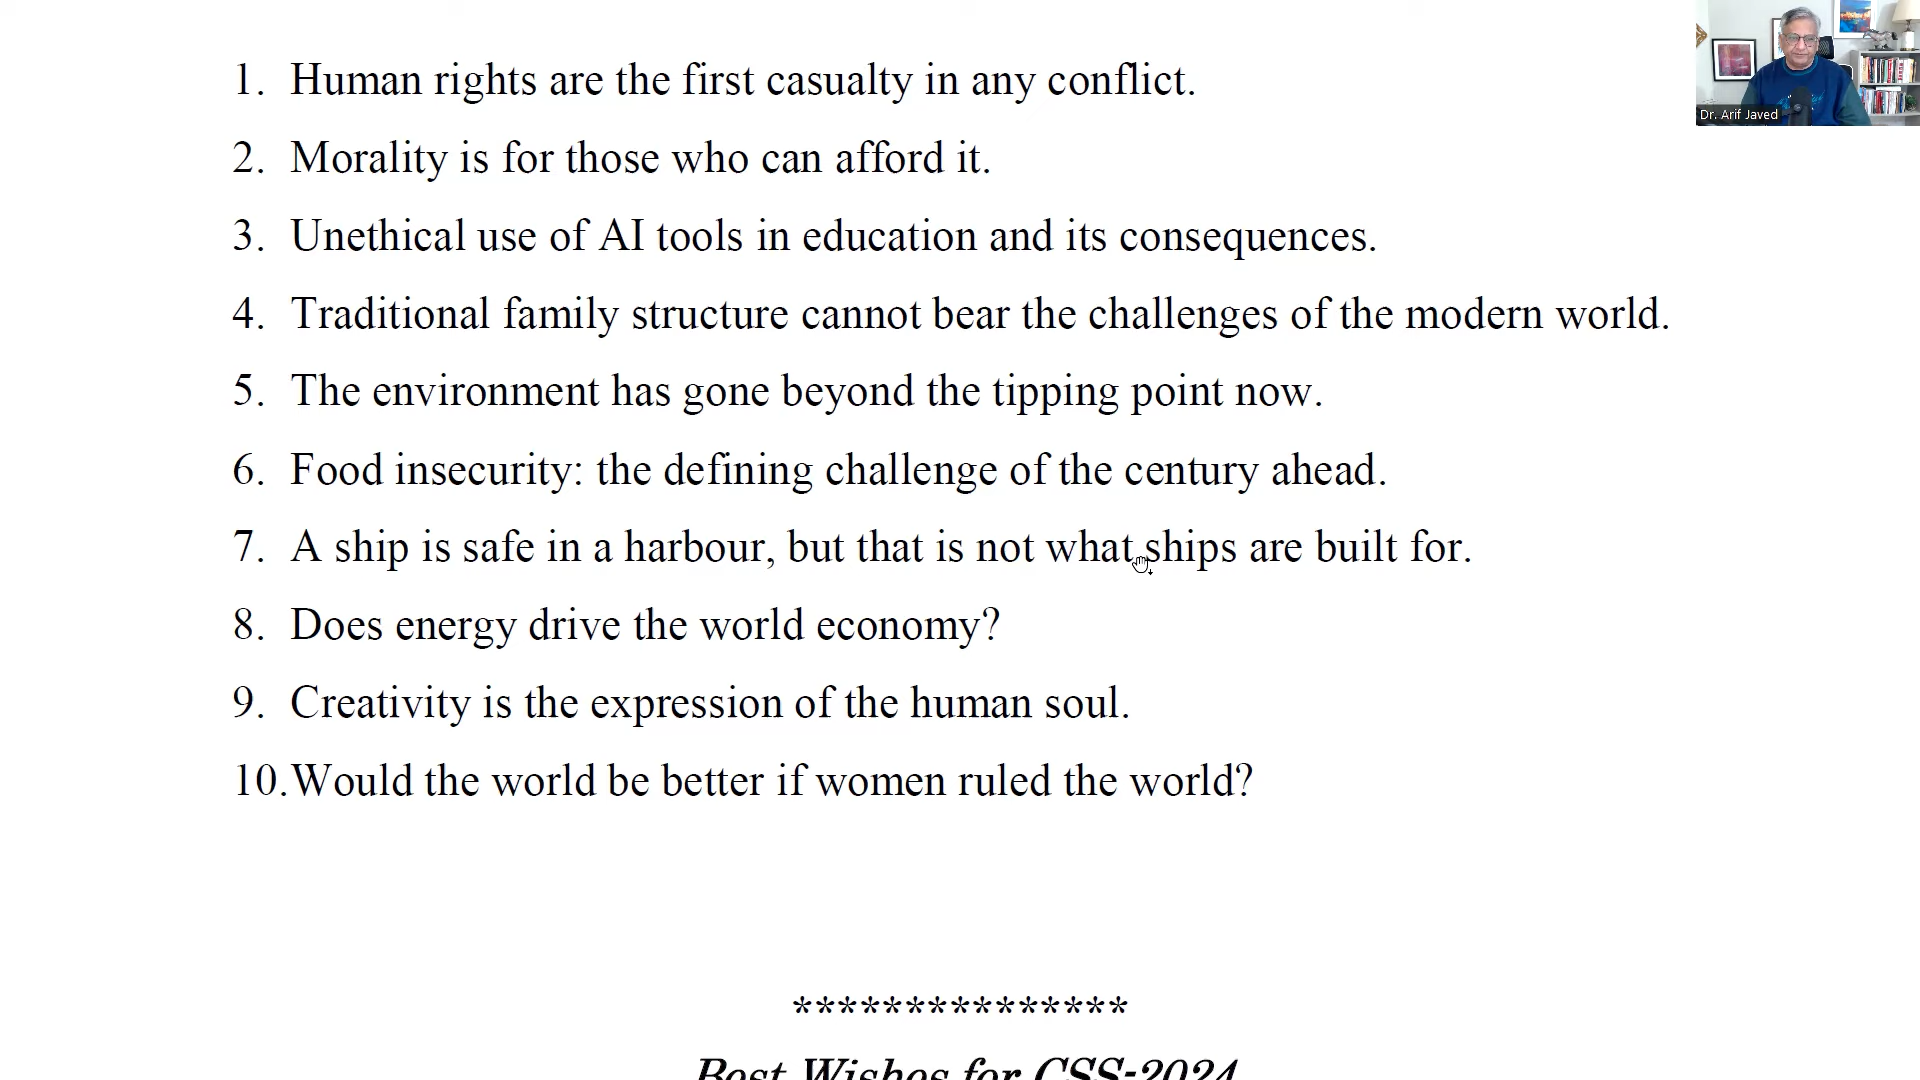 1. Human rights are the first casualty in any conflict.
Dr. Arif Javed
2. Morality is for those who can afford it.
3. Unethical use of AI tools in education and its consequences.
4. Traditional family structure cannot bear the challenges of the modern world.
5. The environment has gone beyond the tipping point now.
6. Food insecurity: the defining challenge of the century ahead.
7. A ship is safe in a harbour, but that is not what ships are built for.
8. Does energy drive the world economy?
9. Creativity is the expression of the human soul.
10. Would the world be better if women ruled the world?
***************
Best Wishes for CSS-2024